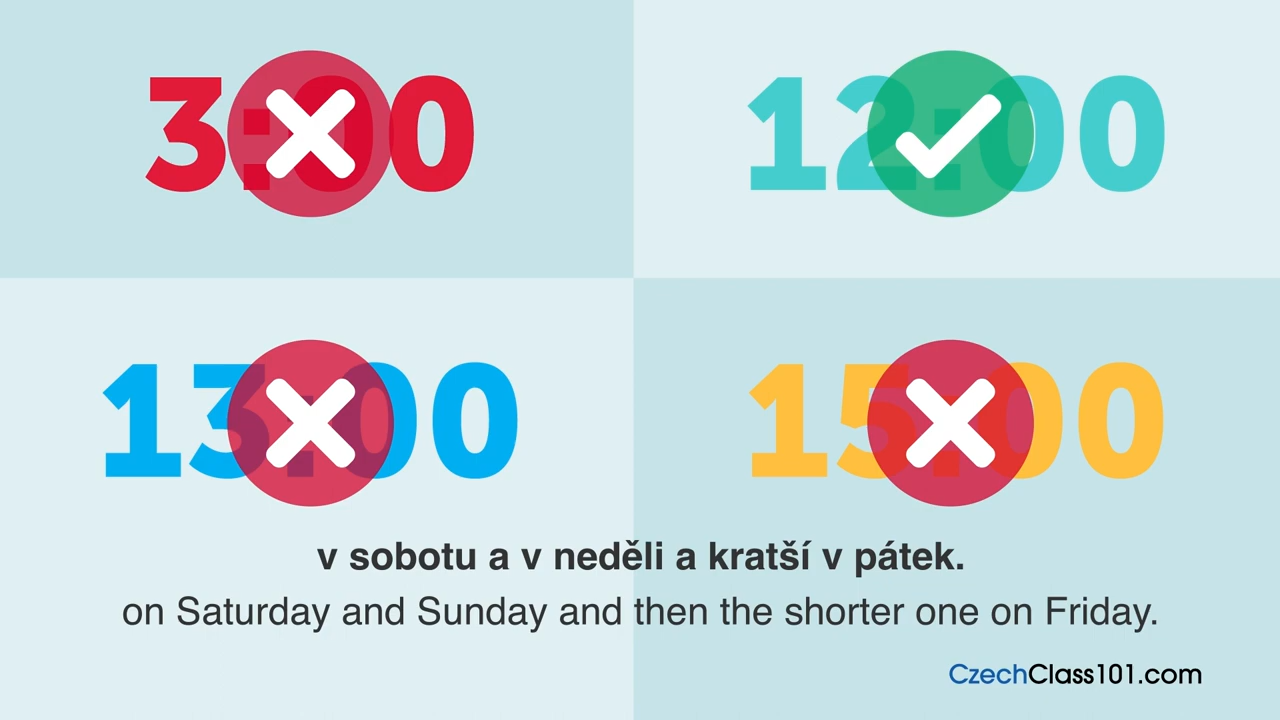 3:00
12:00
13:00
15:00
v sobotu a v neděli a kratší v pátek.
on Saturday and Sunday and then the shorter one on Friday.
CzechClass101.com